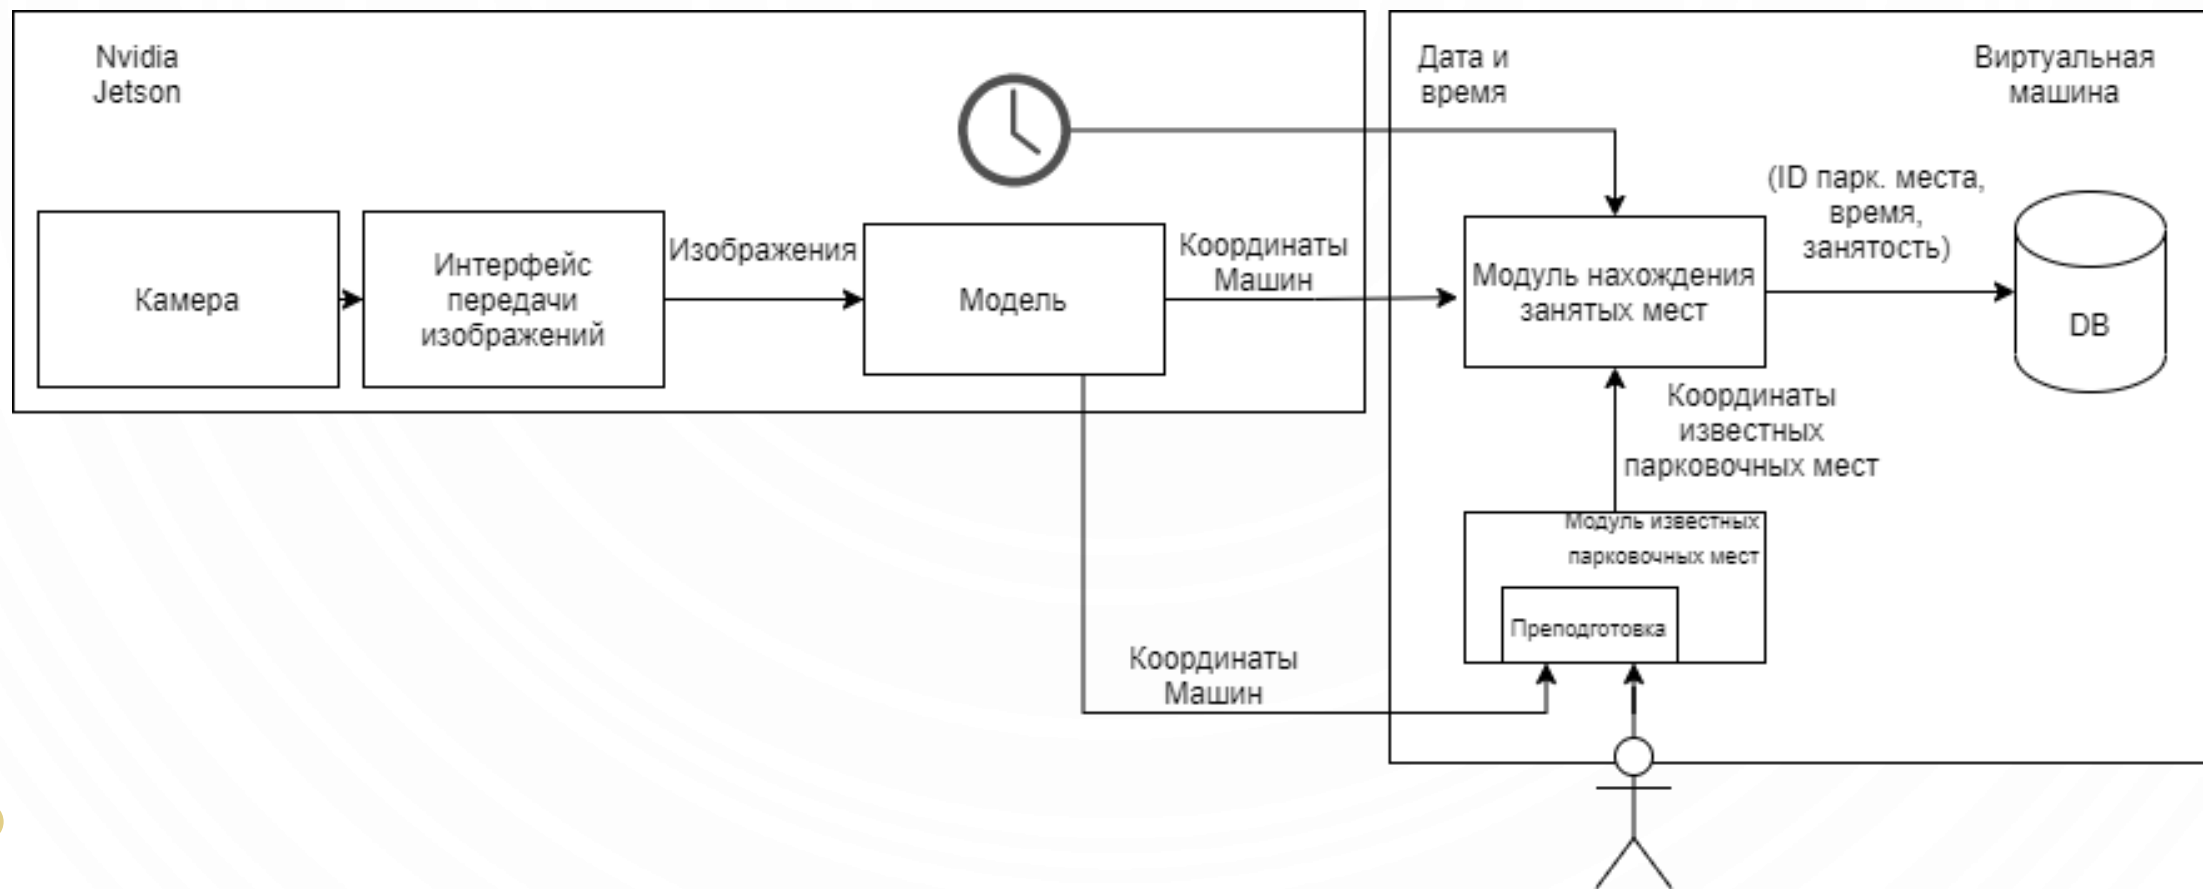 Nvidia
Jetson
Дата и
время
Виртуальная
машина
Камера
Интерфейс
передачи
изображений
Изображения
Модель
Координаты
Машин
Модуль нахождения
занятых мест
(ID парк. места,
время,
занятость)
DB
Координаты
известных
парковочных мест
Модуль известных
парковочных мест
Преподготовка
Координаты
Машин